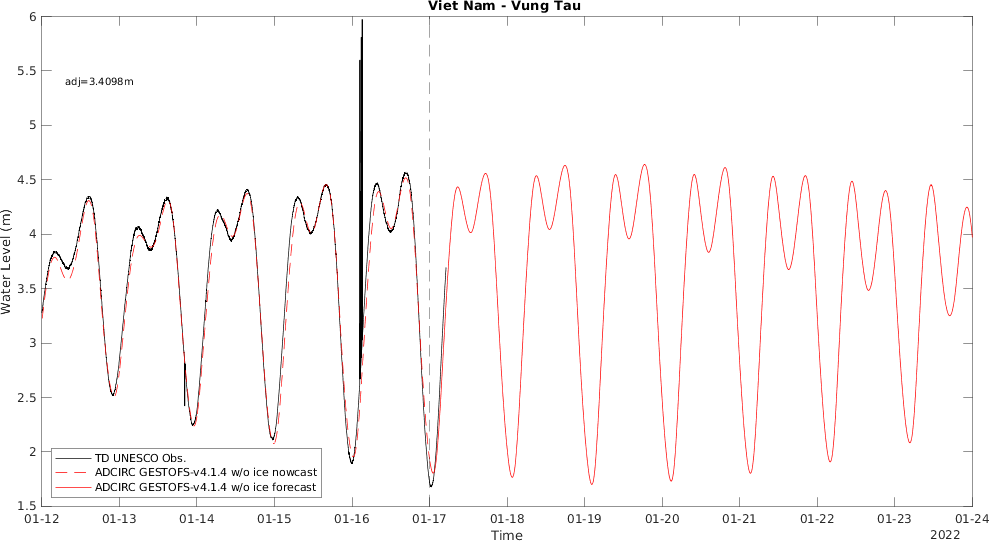 Viet Nam - Vung Tau
6
5.5
5
4.5
4
3.5
3
2.5
2
1.5
Water Level (m)
adj=3.4098m
TD UNESCO Obs.
ADCIRC GESTOFS-v4.1.4 w/o ice nowcast
ADCIRC GESTOFS-v4.1.4 w/o ice forecast
01-12 01-13 01-14 01-15 01-16 01-17 01-18 01-19 01-20 01-21 01-22 01-23 01-24
Time
2022